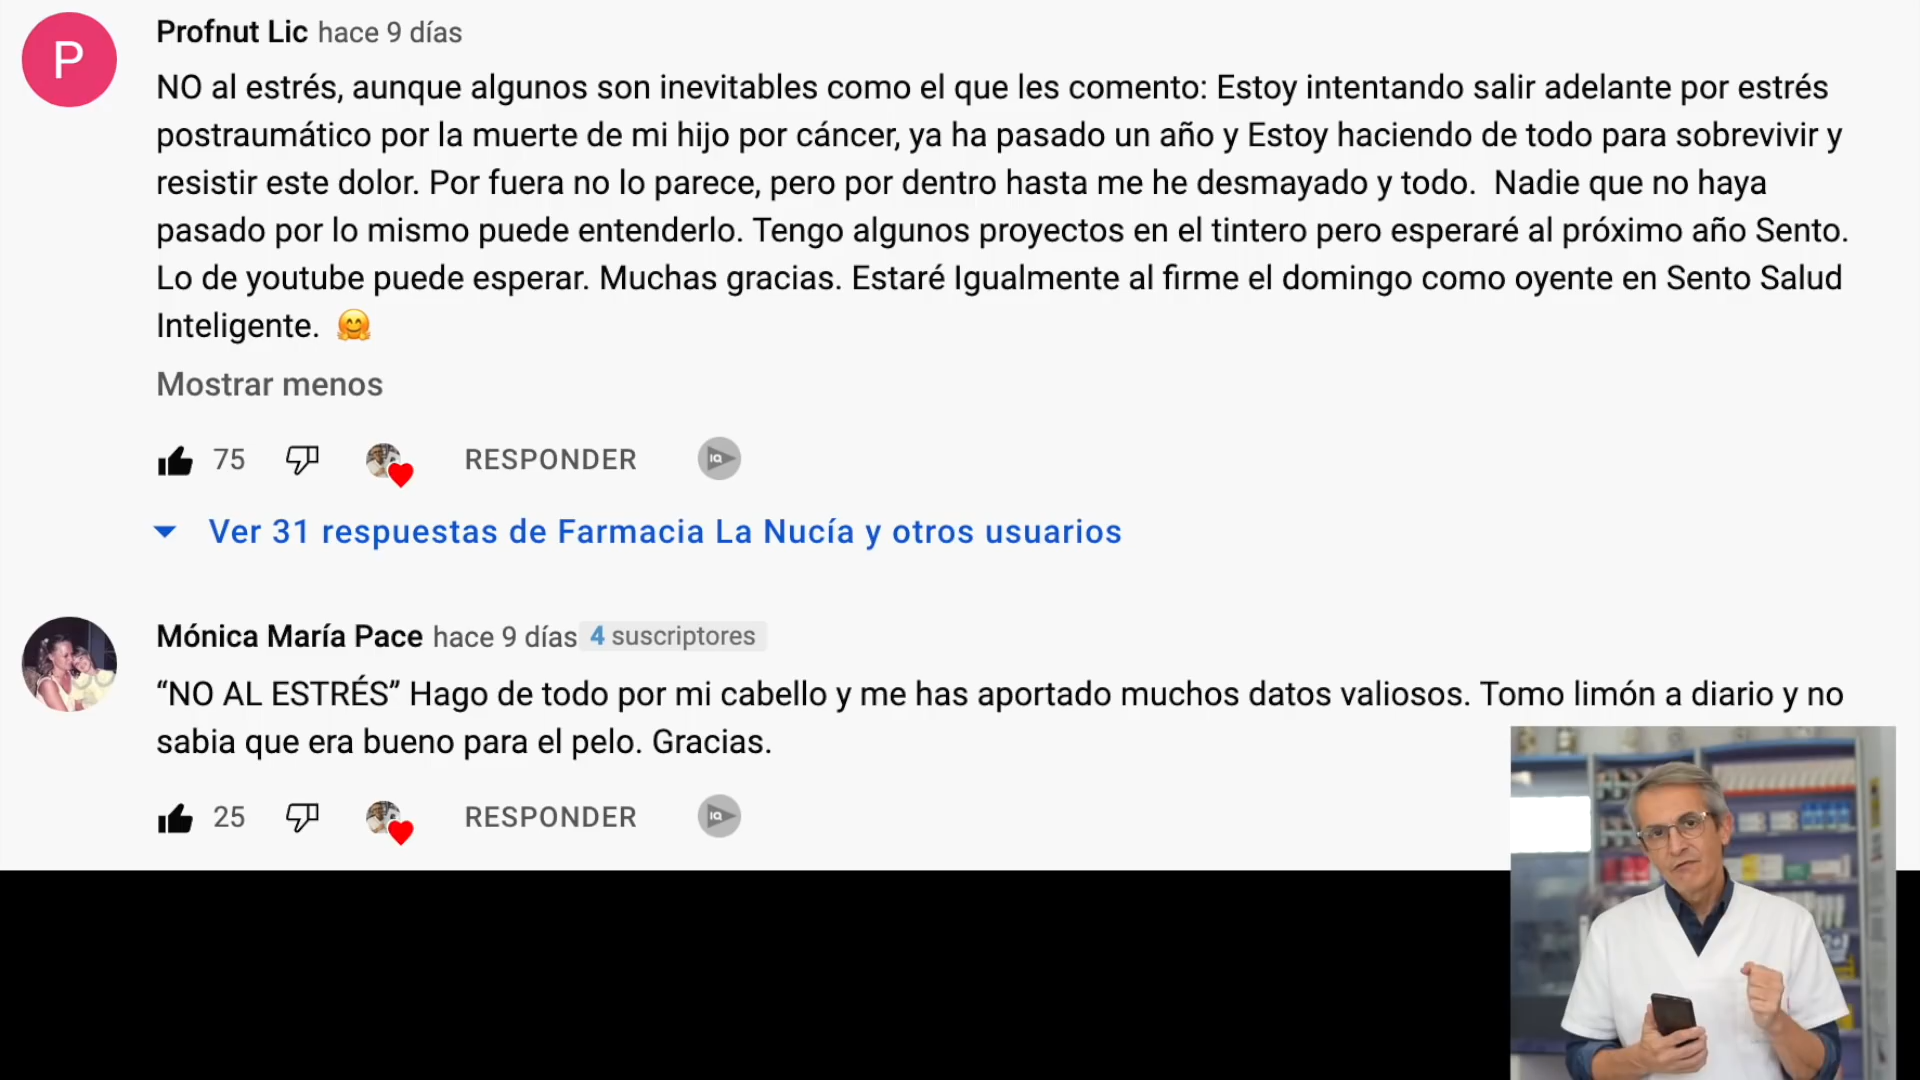 P
Profnut Lic hace 9 días
NO al estrés, aunque algunos son inevitables como el que les comento: Estoy intentando salir adelante por estrés
postraumático por la muerte de mi hijo por cáncer, ya ha pasado un año y Estoy haciendo de todo para sobrevivir y
resistir este dolor. Por fuera no lo parece, pero por dentro hasta me he desmayado y todo. Nadie que no haya
pasado por lo mismo puede entenderlo. Tengo algunos proyectos en el tintero pero esperaré al próximo año Sento.
Lo de youtube puede esperar. Muchas gracias. Estaré Igualmente al firme el domingo como oyente en Sento Salud
Inteligente. 🤗
Mostrar menos
75 RESPONDER IQ
Ver 31 respuestas de Farmacia La Nucía y otros usuarios
Mónica María Pace hace 9 días 4 suscriptores
“NO AL ESTRÉS” Hago de todo por mi cabello y me has aportado muchos datos valiosos. Tomo limón a diario y no
sabia que era bueno para el pelo. Gracias.
25 RESPONDER IQ